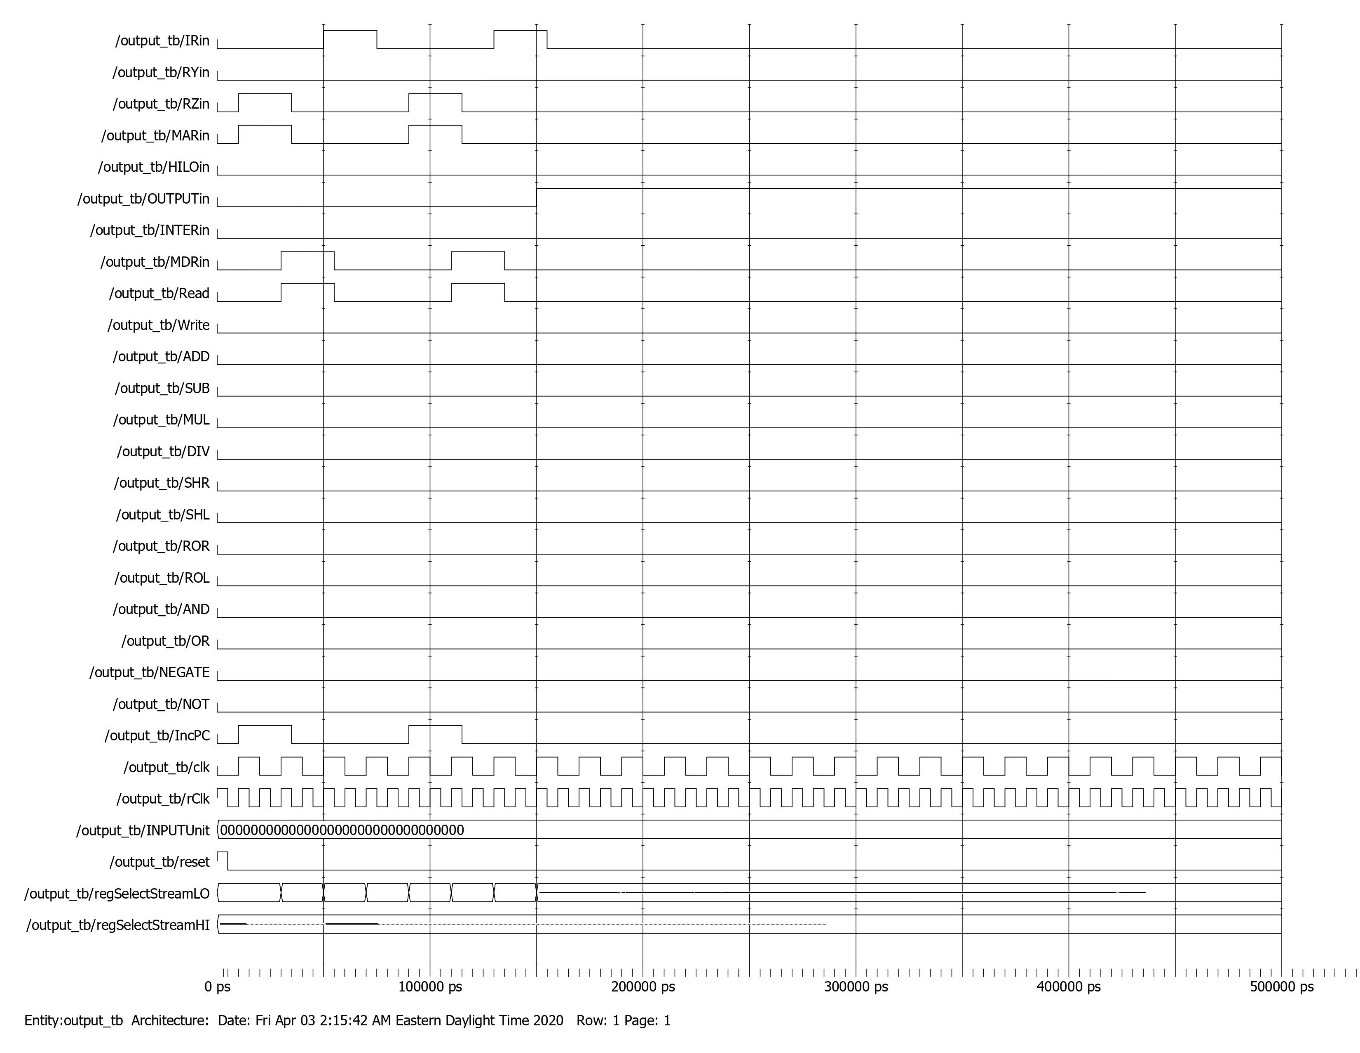 /output_tb/IRin
/output_tb/RYin
/output_tb/RZin
/output_tb/MARin
/output_tb/HILOin
/output_tb/OUTPUTin
/output_tb/INTERin
/output_tb/MDRin
/output_tb/Read
/output_tb/Write
/output_tb/ADD
/output_tb/SUB
/output_tb/MUL
/output_tb/DIV
/output_tb/SHR
/output_tb/SHL
/output_tb/ROR
/output_tb/ROL
/output_tb/AND
/output_tb/OR
/output_tb/NEGATE
/output_tb/NOT
/output_tb/IncPC
/output_tb/clk
/output_tb/rClk
/output_tb/INPUTUnit 00000000000000000000000000000000
/output_tb/reset
/output_tb/regSelectStreamLO
/output_tb/regSelectStreamHI
0 ps 100000 ps 200000 ps 300000 ps 400000 ps 500000 ps
Entity:output_tb Architecture: Date: Fri Apr 03 2:15:42 AM Eastern Daylight Time 2020 Row: 1 Page: 1